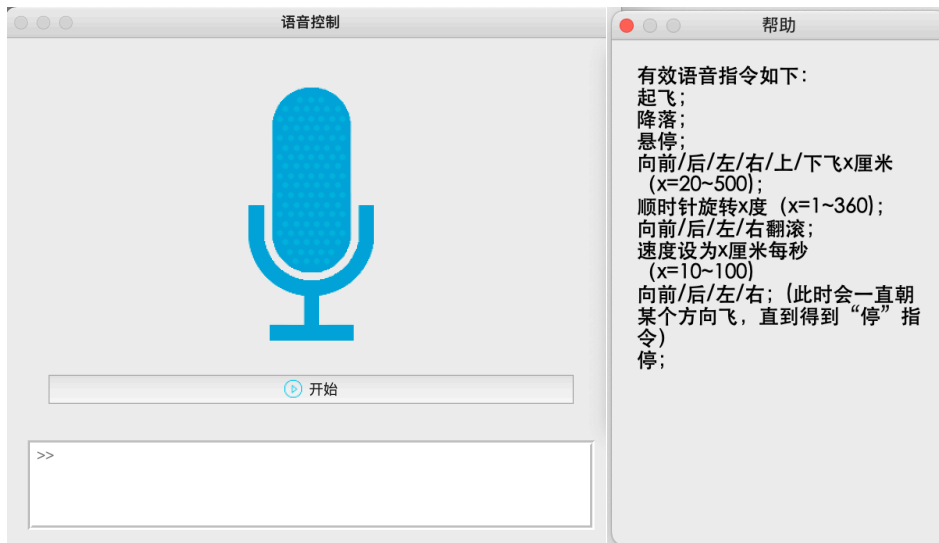 语音控制
开始
>>
帮助
有效语音指令如下：
起飞；
降落；
悬停；
向前/后/左/右/上/下飞x厘米
（x=20~500）；
顺时针旋转x度（x=1~360）；
向前/后/左/右翻滚；
速度设为x厘米每秒
（x=10~100）
向前/后/左/右；（此时会一直朝
某个方向飞，直到得到“停”指
令）
停；